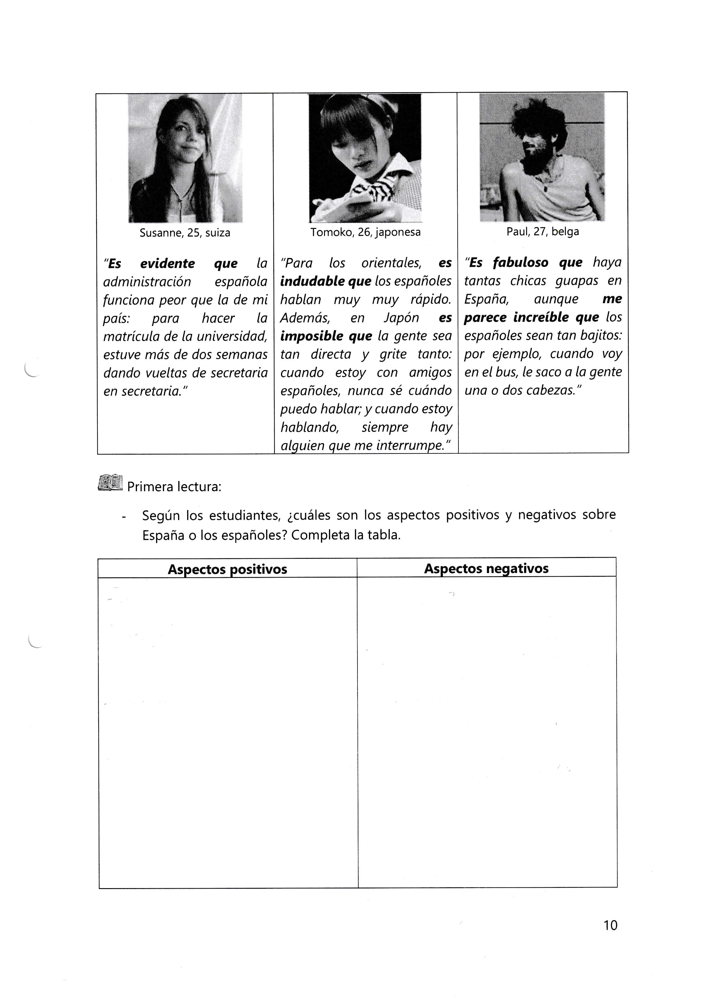 Susanne, 25, suiza
"Es evidente que la
administración española
funciona peor que la de mi
país: para hacer la
matrícula de la universidad,
estuve más de dos semanas
dando vueltas de secretaria
en secretaria."
Tomoko, 26, japonesa
"Para los orientales, es
indudable que los españoles
hablan muy muy rápido.
Además, en Japón es
imposible que la gente sea
tan directa y grite tanto:
cuando estoy con amigos
españoles, nunca sé cuándo
puedo hablar; y cuando estoy
hablando, siempre hay
alguien que me interrumpe."
Paul, 27, belga
"Es fabuloso que haya
tantas chicas guapas en
España, aunque me
parece increíble que los
españoles sean tan bajitos:
por ejemplo, cuando voy
en el bus, le saco a la gente
una o dos cabezas."
Primera lectura:
- Según los estudiantes, ¿cuáles son los aspectos positivos y negativos sobre
España o los españoles? Completa la tabla.
Aspectos positivos
Aspectos negativos
10